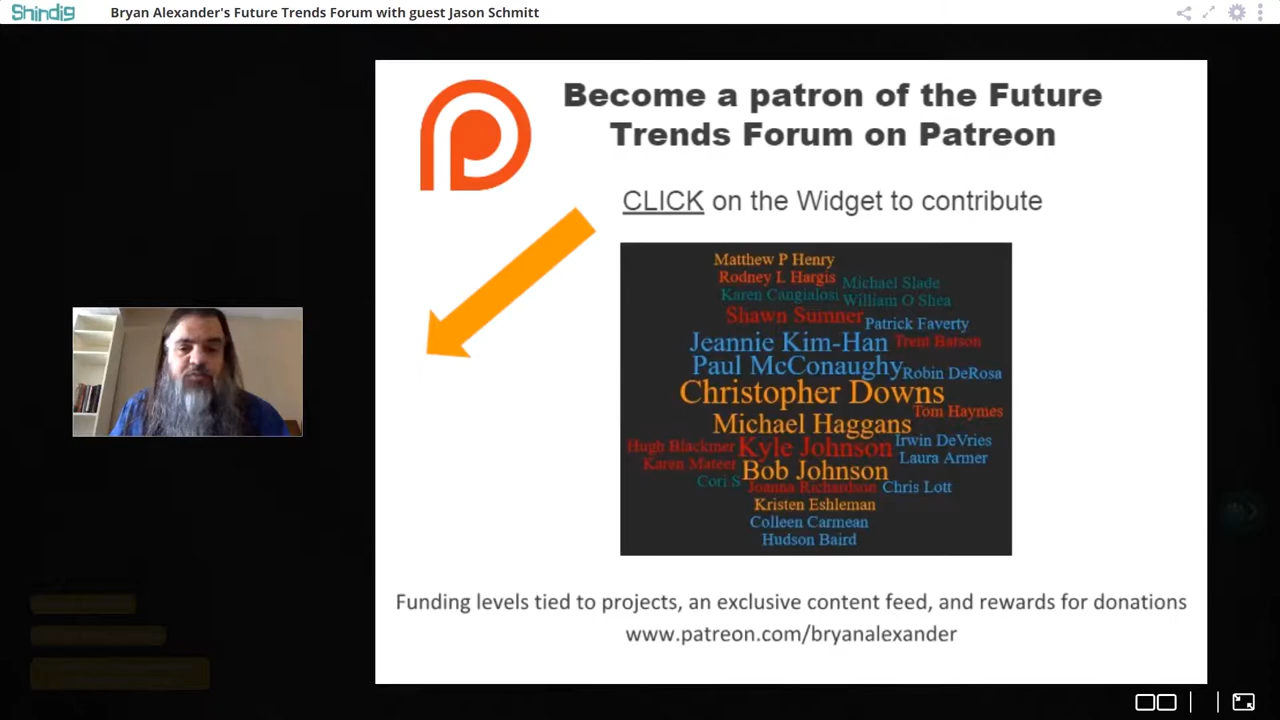 Shindig
Bryan Alexander's Future Trends Forum with guest Jason Schmitt
Become a patron of the Future
Trends Forum on Patreon
CLICK on the Widget to contribute
Matthew P Henry
Rodney L Hargis
Michael Slade
Karen Cangialosi
William O Shea
Shawn Sumner
Patrick Faverty
Jeannie Kim-Han
Trent Batson
Paul McConaughy
Robin DeRosa
Christopher Downs
Tom Haymes
Michael Haggans
Irwin DeVries
Hugh Blackmer
Kyle Johnson
Laura Armer
Karen Mateer
Bob Johnson
Cori S
Joanna Richardson
Chris Lott
Kristen Eshleman
Colleen Carmean
Hudson Baird
Funding levels tied to projects, an exclusive content feed, and rewards for donations
www.patreon.com/bryanalexander